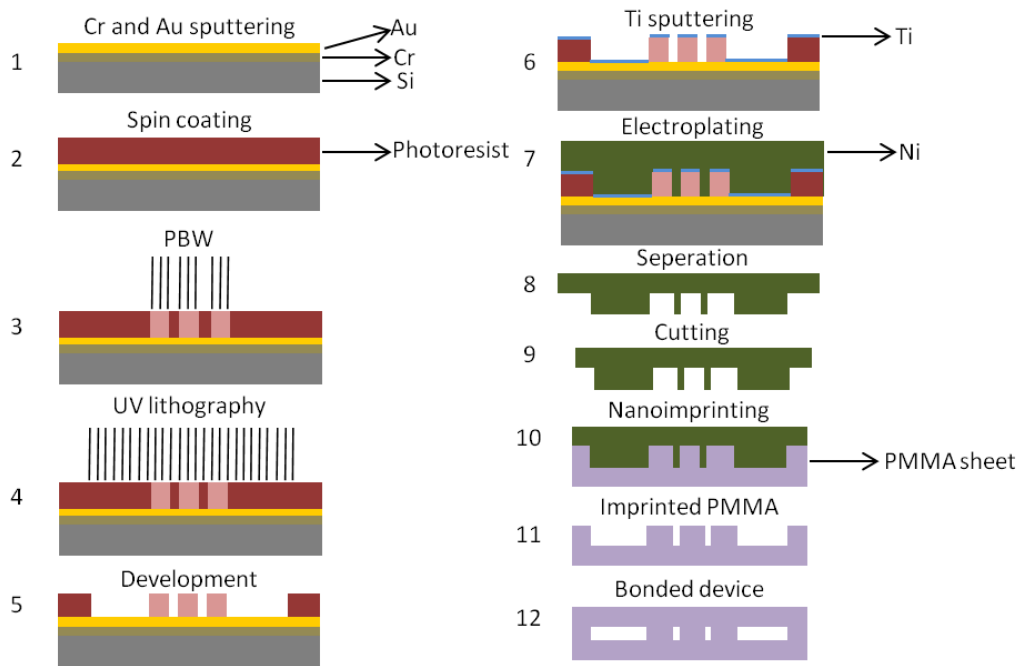 Cr and Au sputtering
Au
1
Cr
Si
Spin coating
2
Photoresist
PBW
3
UV lithography
4
Development
5
Ti sputtering
Ti
6
Electroplating
7
Ni
Seperation
8
Cutting
9
Nanoimprinting
10
PMMA sheet
Imprinted PMMA
11
Bonded device
12